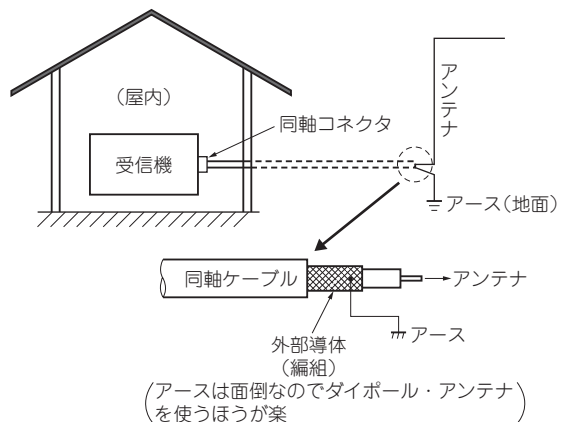 (屋内)
同軸コネクタ
受信機
アンテナ
アース(地面)
同軸ケーブル
アンテナ
アース
外部導体
(編組)
(アースは面倒なのでダイポール・アンテナ
を使うほうが楽)